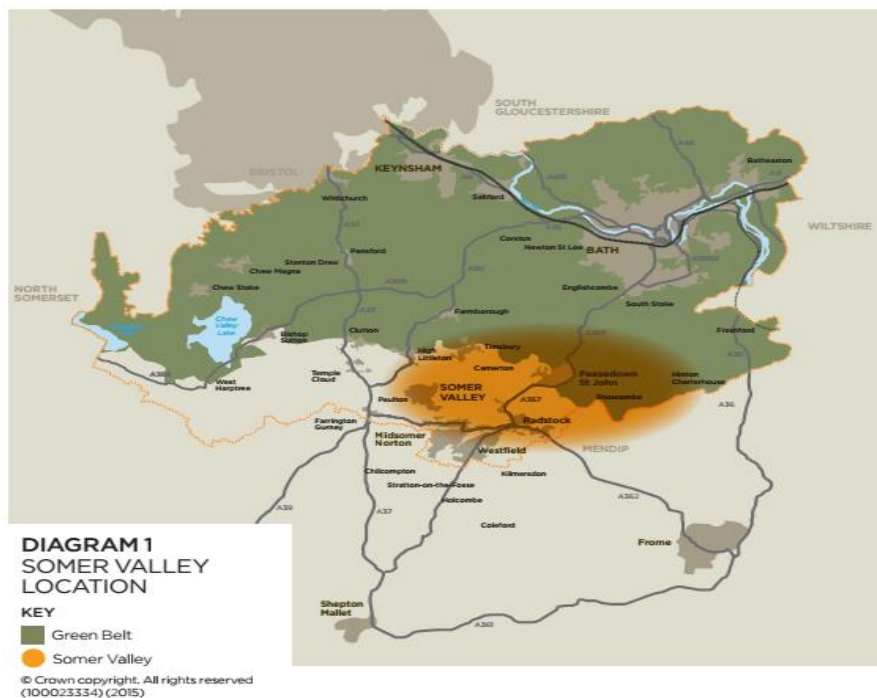 SOUTH
GLOUCESTERSHIRE
BRISTOL
KEYNSHAM
Batheaston
Whitchurch
Saltford
WILTSHIRE
Corston
Newton St Loe
BATH
Pensford
Stanton Drew
Chew Magna
NORTH
SOMERSET
Chew Stoke
Englishcombe
South Stoke
Chew
Valley
Lake
Farmborough
Freshford
Clutton
Bishop
Sutton
High
Littleton
Timsbury
Camerton
Temple
Cloud
Peasedown
St John
Hinton
Charterhouse
West
Harptree
SOMER
VALLEY
Paulton
A367
Shoscombe
A36
Radstock
Farrington
Gurney
Midsomer
Norton
Westfield
MENDIP
Chilcompton
Kilmersdon
Stratton-on-the-Fosse
Holcombe
A39
A37
A362
Coleford
Frome
Shepton
Mallet
A361
DIAGRAM 1
SOMER VALLEY
LOCATION
KEY
Green Belt
Somer Valley
© Crown copyright. All rights reserved
(100023334) (2015)